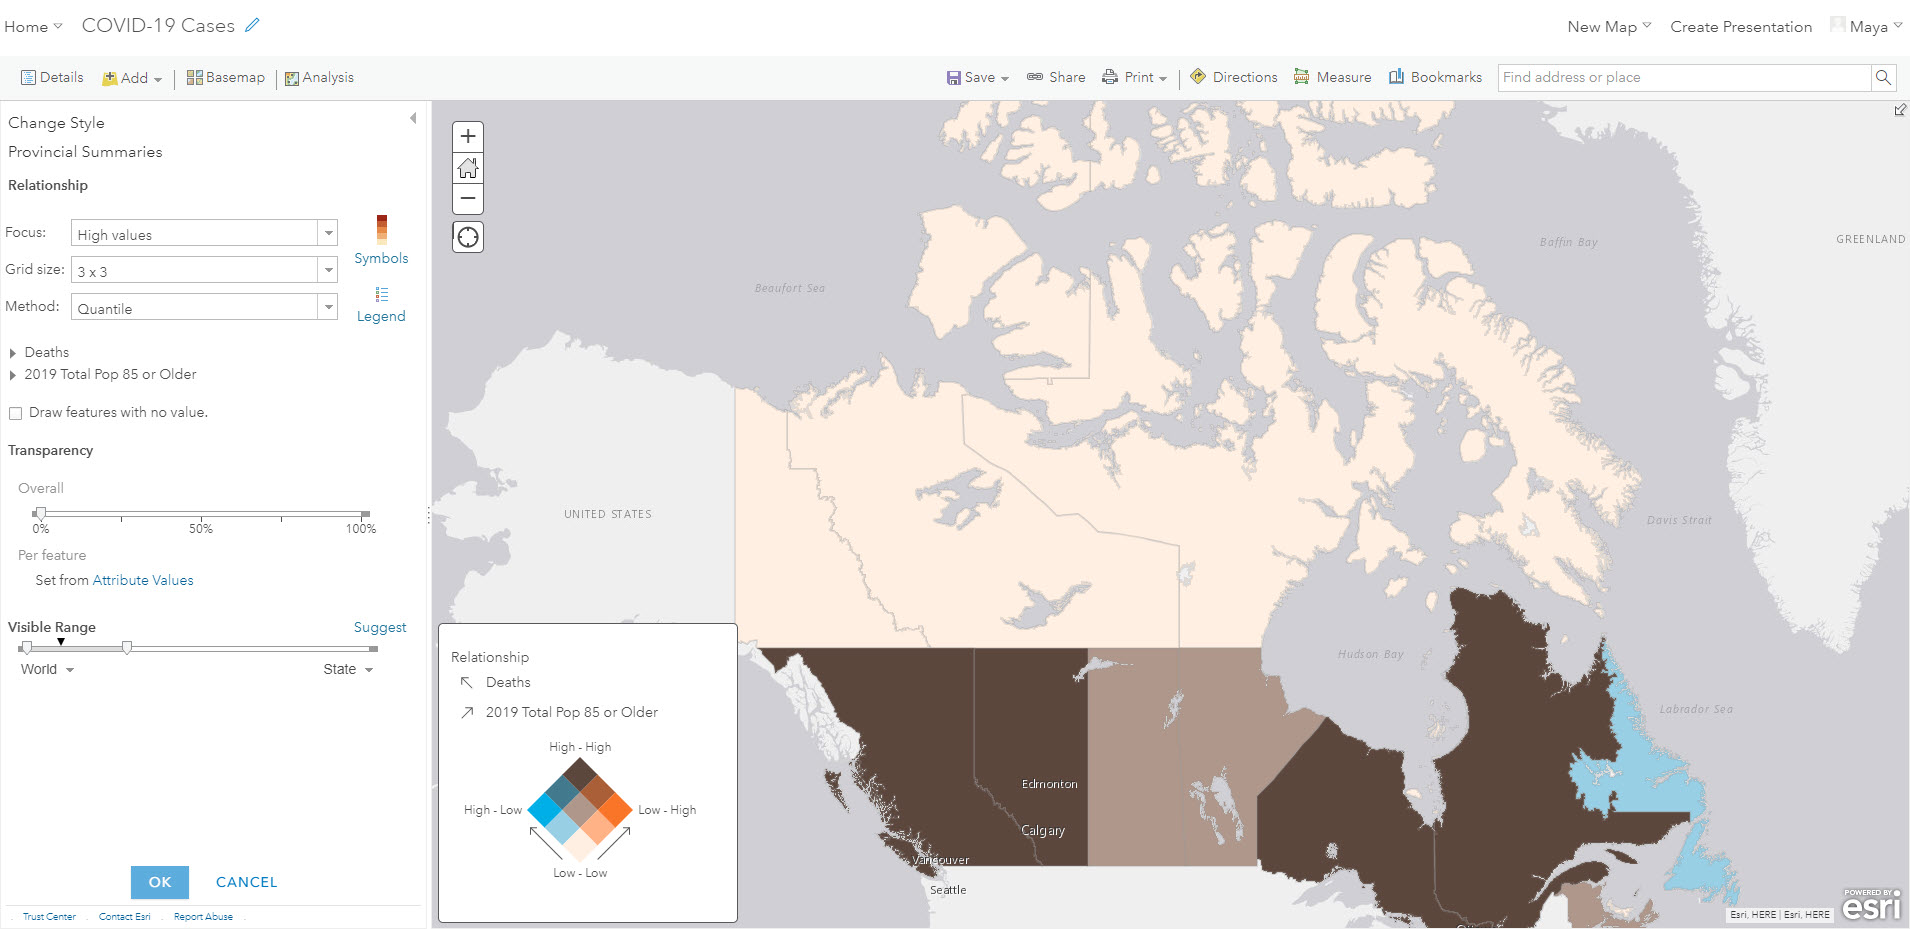 Home
COVID-19 Cases
New Map
Create Presentation
Maya
Details
Add
Basemap
Analysis
Save
Share
Print
Directions
Measure
Bookmarks
Find address or place
Change Style
Provincial Summaries
Relationship
Focus:
High values
Symbols
Grid size:
3 x 3
Method:
Quantile
Legend
Deaths
2019 Total Pop 85 or Older
Draw features with no value.
Transparency
Overall
0% 50% 100%
Per feature
Set from Attribute Values
Visible Range
Suggest
World
State
OK
CANCEL
Trust Center
Contact Esri
Report Abuse
Baffin Bay
GREENLAND
Beaufort Sea
UNITED STATES
Davis Strait
Hudson Bay
Labrador Sea
Edmonton
Calgary
Vancouver
Seattle
Relationship
Deaths
2019 Total Pop 85 or Older
High - High
High - Low
Low - High
Low - Low
POWERED BY
esri
Esri, HERE | Esri, HERE